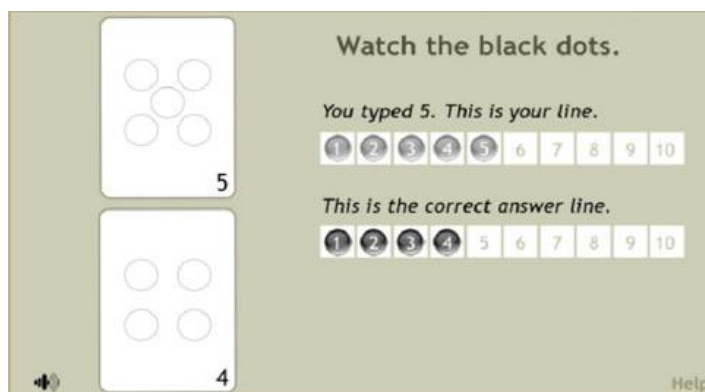 Watch the black dots.
You typed 5. This is your line.
1 2 3 4 5 6 7 8 9 10
5
This is the correct answer line.
1 2 3 4 5 6 7 8 9 10
4
Help